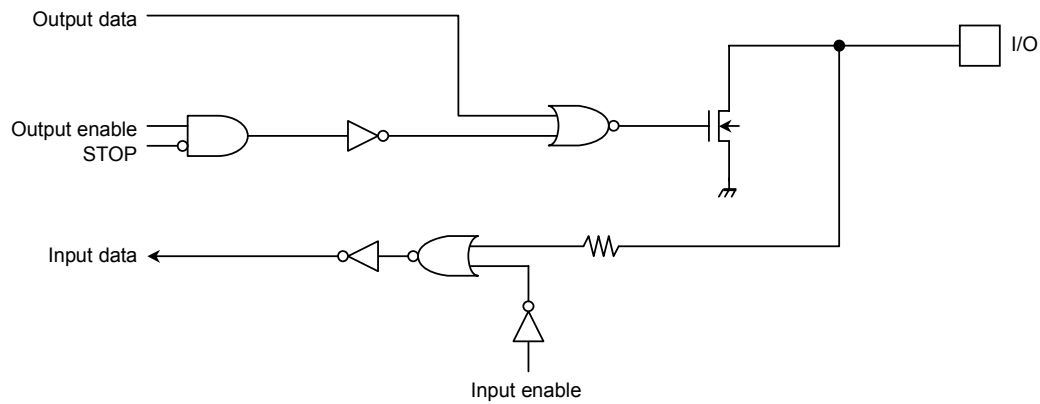 Output data
I/O
Output enable
STOP
Input data
Input enable